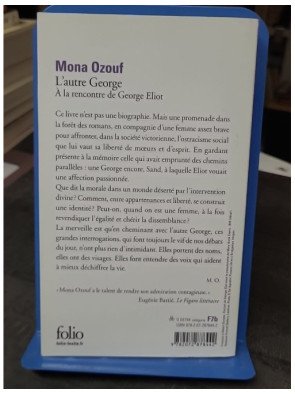 Mona Ozouf
L'autre George
À la rencontre de George Eliot
Ce livre n'est pas une biographie. Mais une promenade dans
la forêt des romans, en compagnie d'une femme assez brave
pour affronter, dans la société victorienne, l'ostracisme social
que lui vaut sa liberté de mœurs et d'esprit. En gardant
présente à la mémoire celle qui avait emprunté des chemins
parallèles : une George encore, Sand, à laquelle Eliot vouait
une affection passionnée.
Que dit la morale dans un monde déserté par l'intervention
divine? Comment, entre appartenances et liberté, se construit
une identité? Peut-on, quand on est une femme, à la fois
revendiquer l'égalité et chérir la dissemblance?
La merveille est qu'en cheminant avec l'autre George, ces
grandes interrogations, qui font toujours le vif de nos débats
du jour, n'ont plus rien d'intimidant. Elles portent des noms,
elles ont des visages. Elles font entendre des voix qui aident
à mieux déchiffrer la vie.
M. O.
«Mona Ozouf a le talent de rendre son admiration contagieuse.»
Eugénie Bastié, Le Figaro littéraire
catégorie F7b
folio
folio-lesite.fr